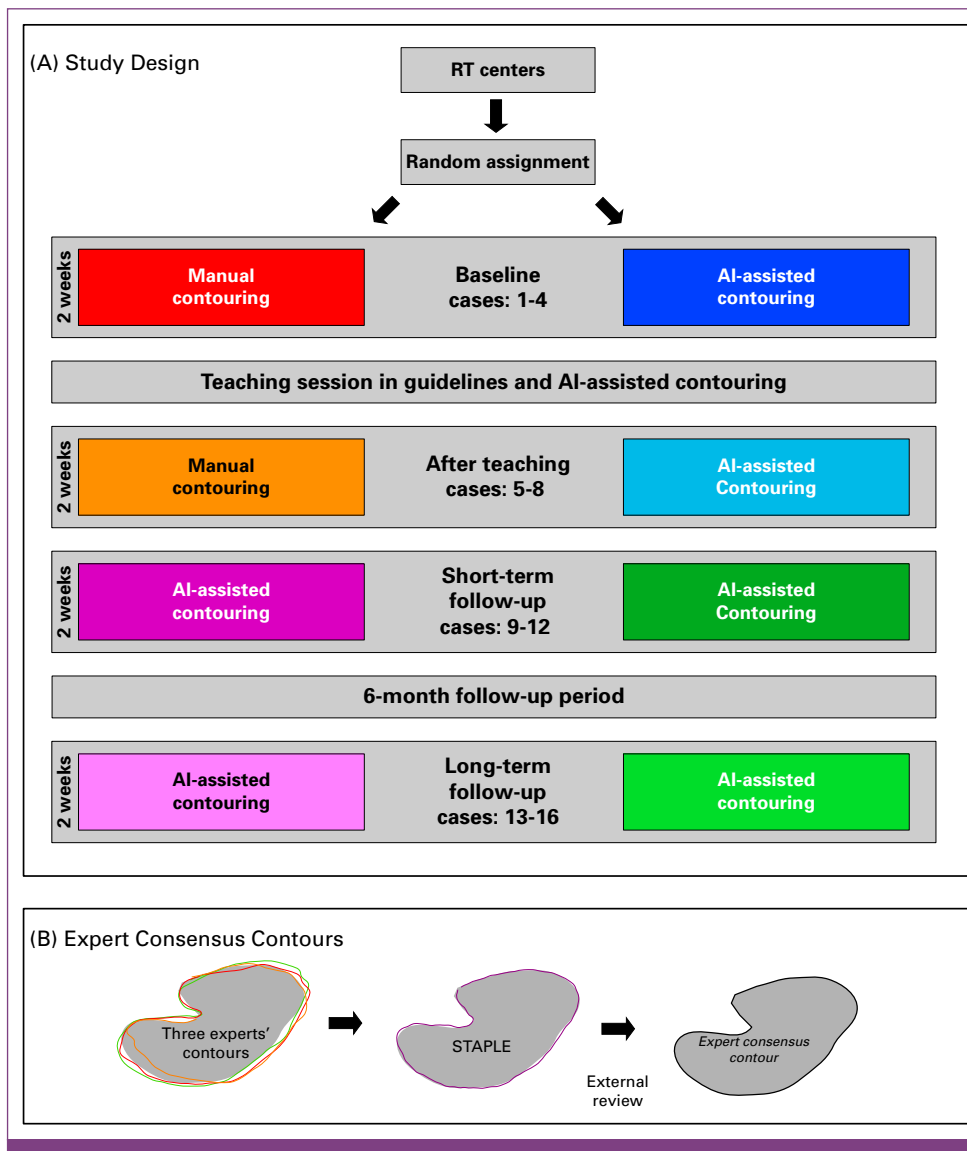 (A) Study Design
RT centers
Random assignment
2 weeks
Manual
contouring
Baseline
cases: 1-4
AI-assisted
contouring
Teaching session in guidelines and AI-assisted contouring
2 weeks
Manual
contouring
After teaching
cases: 5-8
AI-assisted
Contouring
2 weeks
AI-assisted
contouring
Short-term
follow-up
cases: 9-12
AI-assisted
Contouring
6-month follow-up period
2 weeks
AI-assisted
contouring
Long-term
follow-up
cases: 13-16
AI-assisted
contouring
(B) Expert Consensus Contours
Three experts’
contours
STAPLE
External
review
Expert consensus
contour